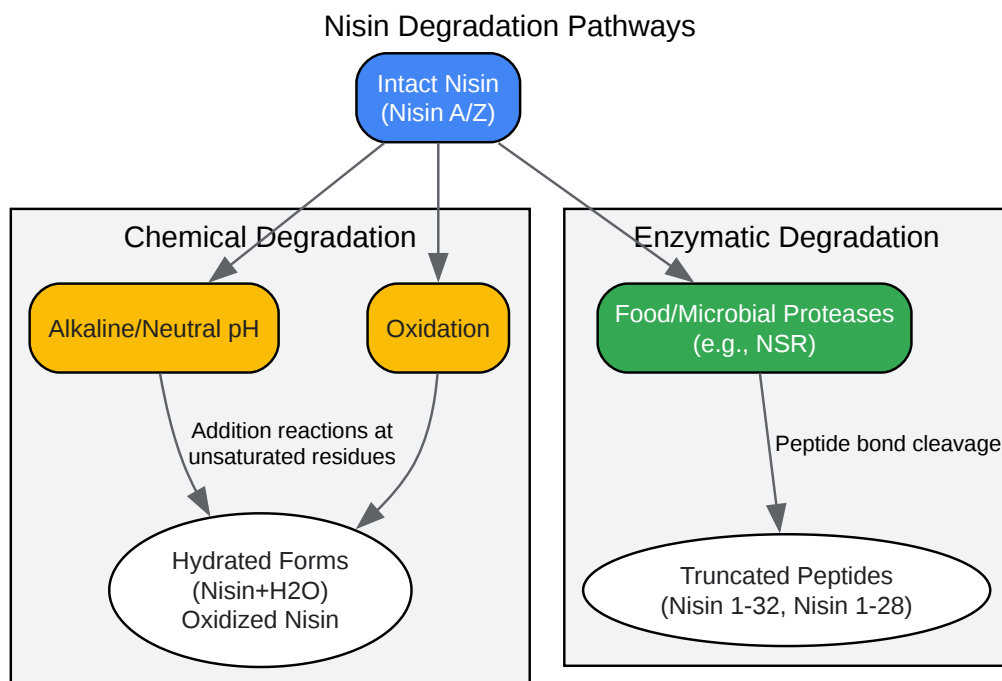 Nisin Degradation Pathways
Intact Nisin
(Nisin A/Z)
Chemical Degradation
Enzymatic Degradation
Alkaline/Neutral pH
Oxidation
Food/Microbial Proteases
(e.g., NSR)
Addition reactions at
unsaturated residues
Peptide bond cleavage
Hydrated Forms
(Nisin+H2O)
Oxidized Nisin
Truncated Peptides
(Nisin 1-32, Nisin 1-28)